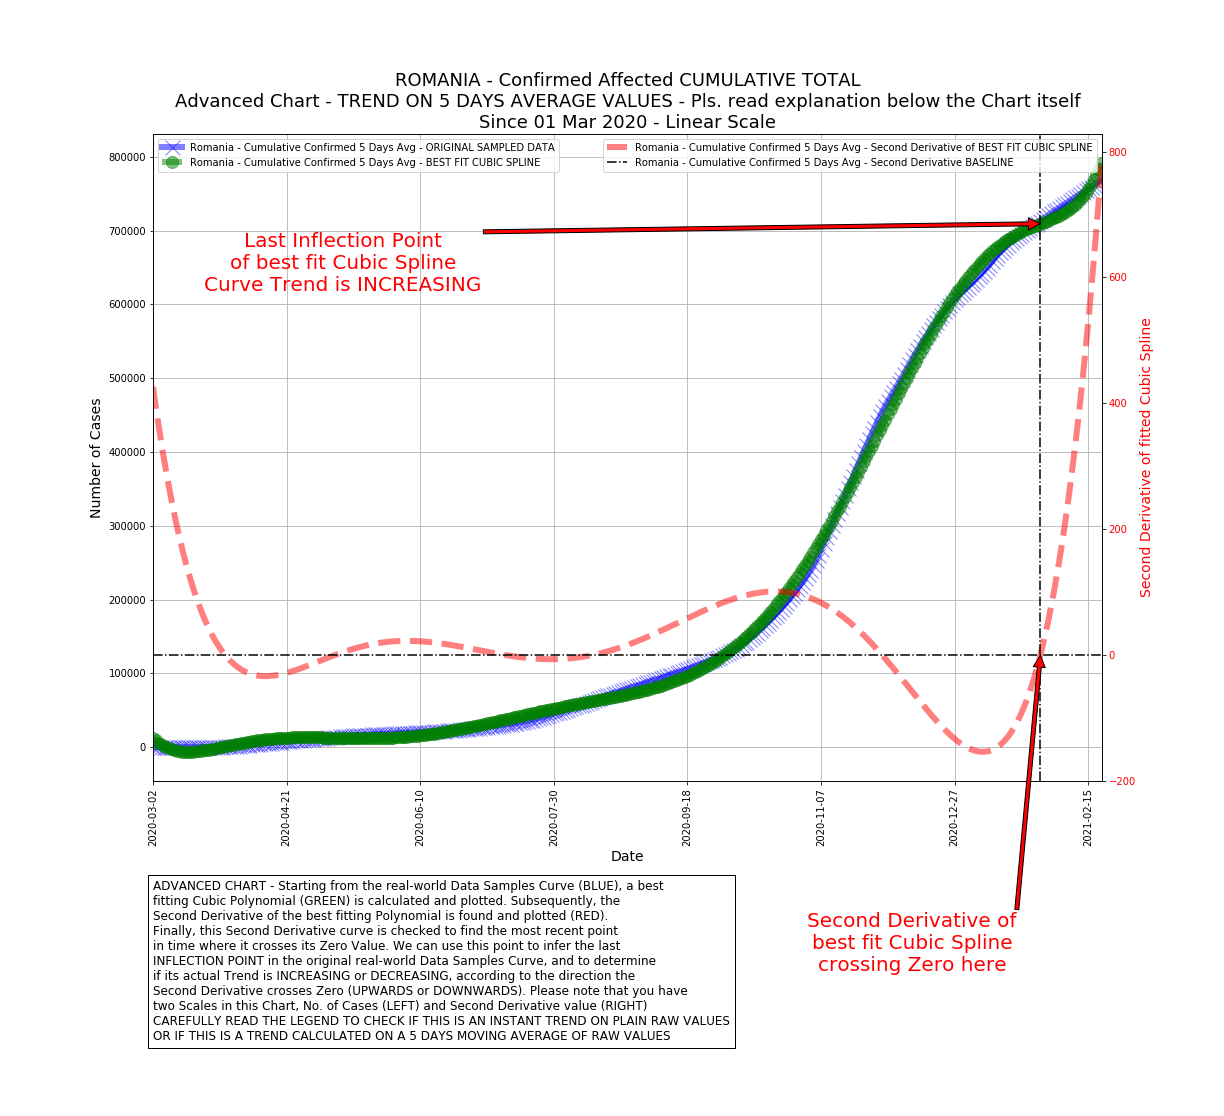 ROMANIA - Confirmed Affected CUMULATIVE TOTAL
Advanced Chart - TREND ON 5 DAYS AVERAGE VALUES - Pls. read explanation below the Chart itself
Since 01 Mar 2020 - Linear Scale
Romania - Cumulative Confirmed 5 Days Avg - ORIGINAL SAMPLED DATA
Romania - Cumulative Confirmed 5 Days Avg - BEST FIT CUBIC SPLINE
Romania - Cumulative Confirmed 5 Days Avg - Second Derivative of BEST FIT CUBIC SPLINE
Romania - Cumulative Confirmed 5 Days Avg - Second Derivative BASELINE
Last Inflection Point
of best fit Cubic Spline
Curve Trend is INCREASING
Number of Cases
800000
700000
600000
500000
400000
300000
200000
100000
0
Second Derivative of fitted Cubic Spline
800
600
400
200
0
−200
2020-03-02
2020-04-21
2020-06-10
2020-07-30
2020-09-18
2020-11-07
2020-12-27
2021-02-15
Date
Second Derivative of
best fit Cubic Spline
crossing Zero here
ADVANCED CHART - Starting from the real-world Data Samples Curve (BLUE), a best
fitting Cubic Polynomial (GREEN) is calculated and plotted. Subsequently, the
Second Derivative of the best fitting Polynomial is found and plotted (RED).
Finally, this Second Derivative curve is checked to find the most recent point
in time where it crosses its Zero Value. We can use this point to infer the last
INFLECTION POINT in the original real-world Data Samples Curve, and to determine
if its actual Trend is INCREASING or DECREASING, according to the direction the
Second Derivative crosses Zero (UPWARDS or DOWNWARDS). Please note that you have
two Scales in this Chart, No. of Cases (LEFT) and Second Derivative value (RIGHT)
CAREFULLY READ THE LEGEND TO CHECK IF THIS IS AN INSTANT TREND ON PLAIN RAW VALUES
OR IF THIS IS A TREND CALCULATED ON A 5 DAYS MOVING AVERAGE OF RAW VALUES